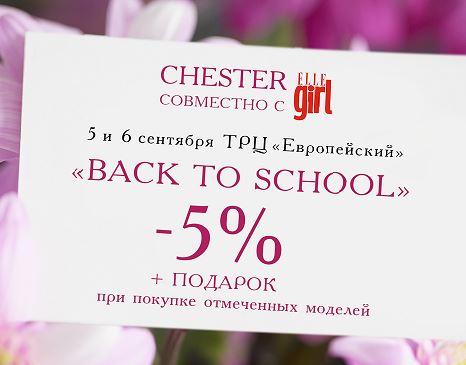 CHESTER ELLE girl
СОВМЕСТНО С
5 и 6 сентября ТРЦ «Европейский»
«BACK TO SCHOOL»
-5%
+ ПОДАРОК
при покупке отмеченных моделей